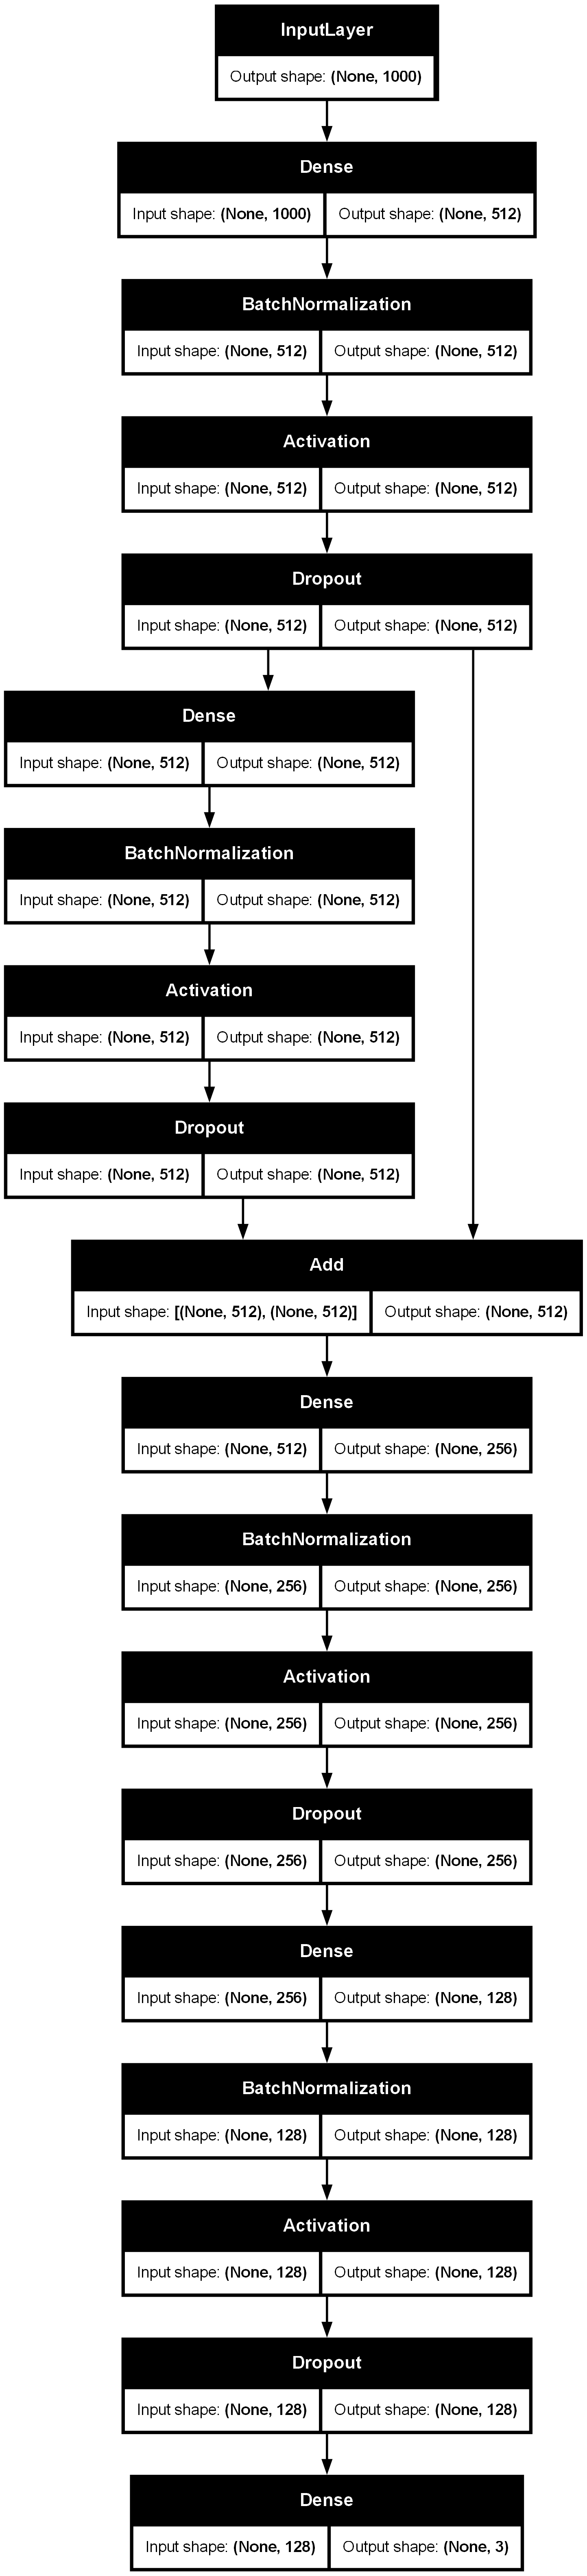 InputLayer
Output shape: (None, 1000)
Dense
Input shape: (None, 1000) Output shape: (None, 512)
BatchNormalization
Input shape: (None, 512) Output shape: (None, 512)
Activation
Input shape: (None, 512) Output shape: (None, 512)
Dropout
Input shape: (None, 512) Output shape: (None, 512)
Dense
Input shape: (None, 512) Output shape: (None, 512)
BatchNormalization
Input shape: (None, 512) Output shape: (None, 512)
Activation
Input shape: (None, 512) Output shape: (None, 512)
Dropout
Input shape: (None, 512) Output shape: (None, 512)
Add
Input shape: [(None, 512), (None, 512)] Output shape: (None, 512)
Dense
Input shape: (None, 512) Output shape: (None, 256)
BatchNormalization
Input shape: (None, 256) Output shape: (None, 256)
Activation
Input shape: (None, 256) Output shape: (None, 256)
Dropout
Input shape: (None, 256) Output shape: (None, 256)
Dense
Input shape: (None, 256) Output shape: (None, 128)
BatchNormalization
Input shape: (None, 128) Output shape: (None, 128)
Activation
Input shape: (None, 128) Output shape: (None, 128)
Dropout
Input shape: (None, 128) Output shape: (None, 128)
Dense
Input shape: (None, 128) Output shape: (None, 3)